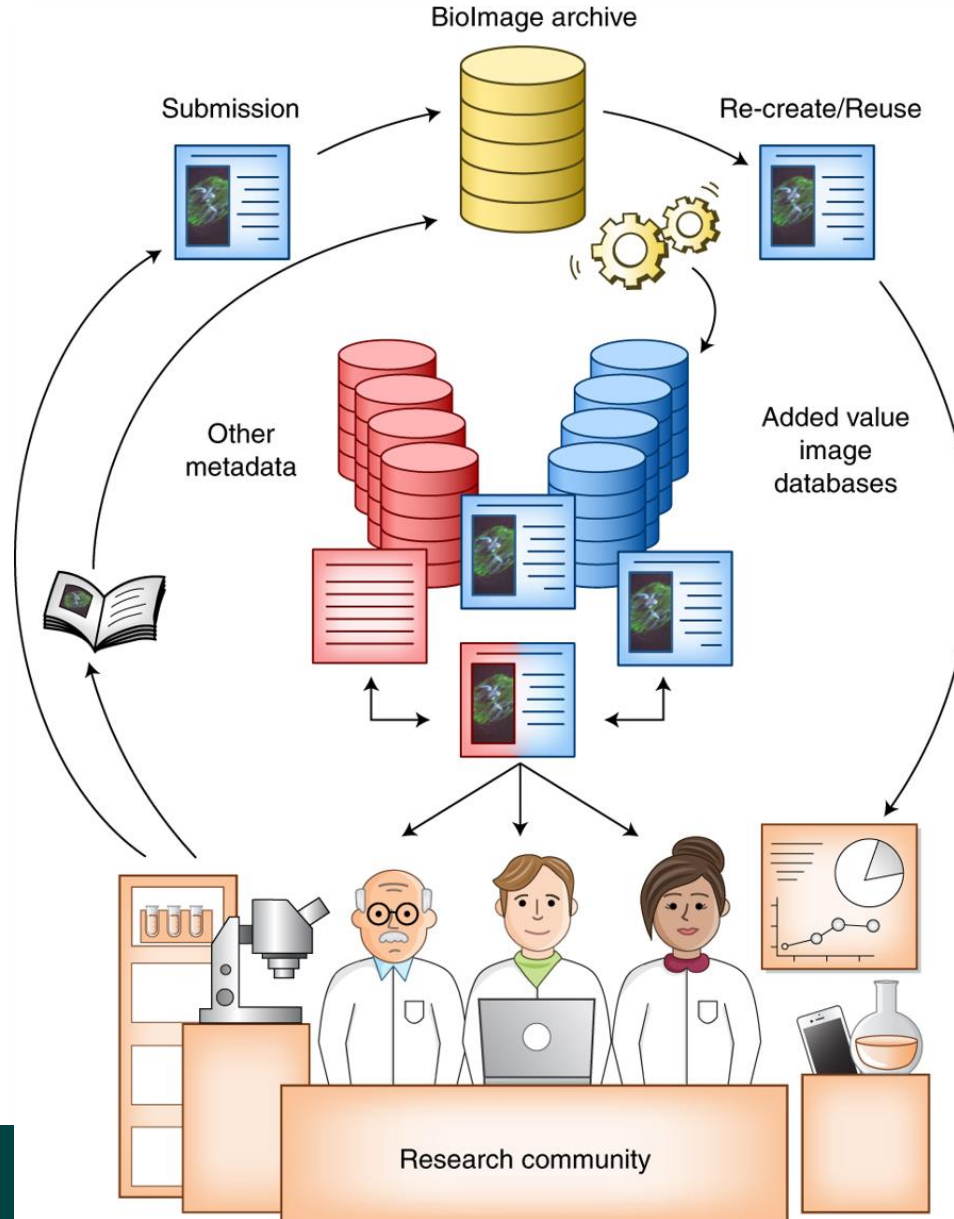 BioImage archive
Submission
Re-create/Reuse
Other
metadata
Added value
image
databases
Research community